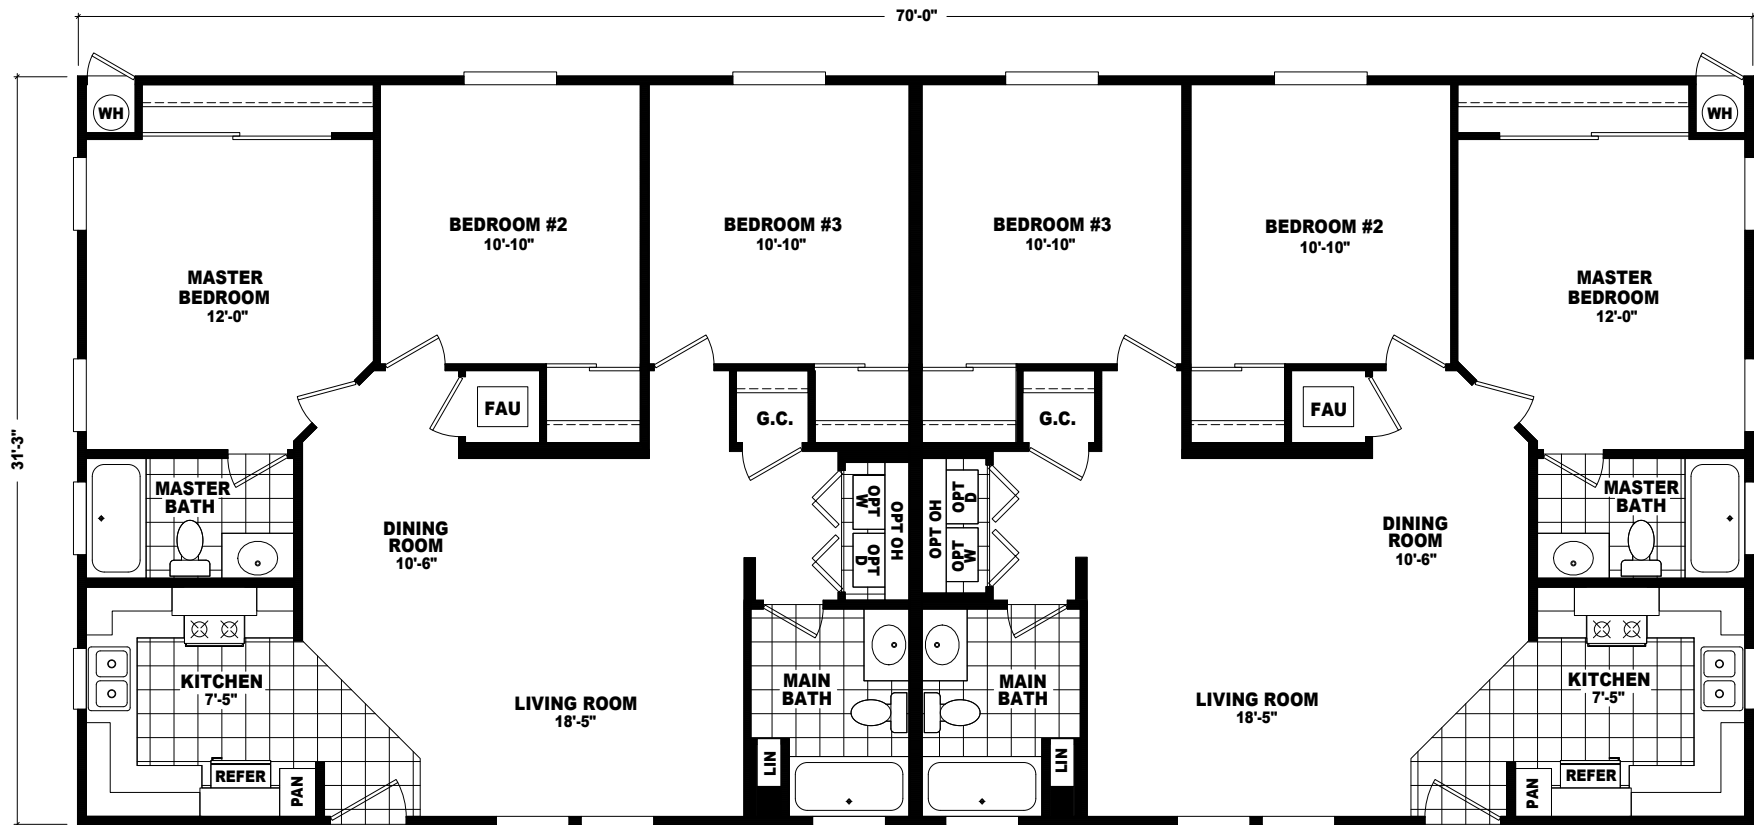 70'-0"
31'-3"
WH
WH
BEDROOM #2
10'-10"
BEDROOM #3
10'-10"
BEDROOM #3
10'-10"
BEDROOM #2
10'-10"
MASTER
BEDROOM
12'-0"
MASTER
BEDROOM
12'-0"
FAU
G.C.
G.C.
FAU
MASTER
BATH
DINING
ROOM
10'-6"
OPT
W
OPT
D
OPT OH
OPT OH
OPT
D
OPT
W
DINING
ROOM
10'-6"
MASTER
BATH
KITCHEN
7'-5"
LIVING ROOM
18'-5"
MAIN
BATH
MAIN
BATH
LIVING ROOM
18'-5"
KITCHEN
7'-5"
REFER
PAN
LIN
LIN
PAN
REFER